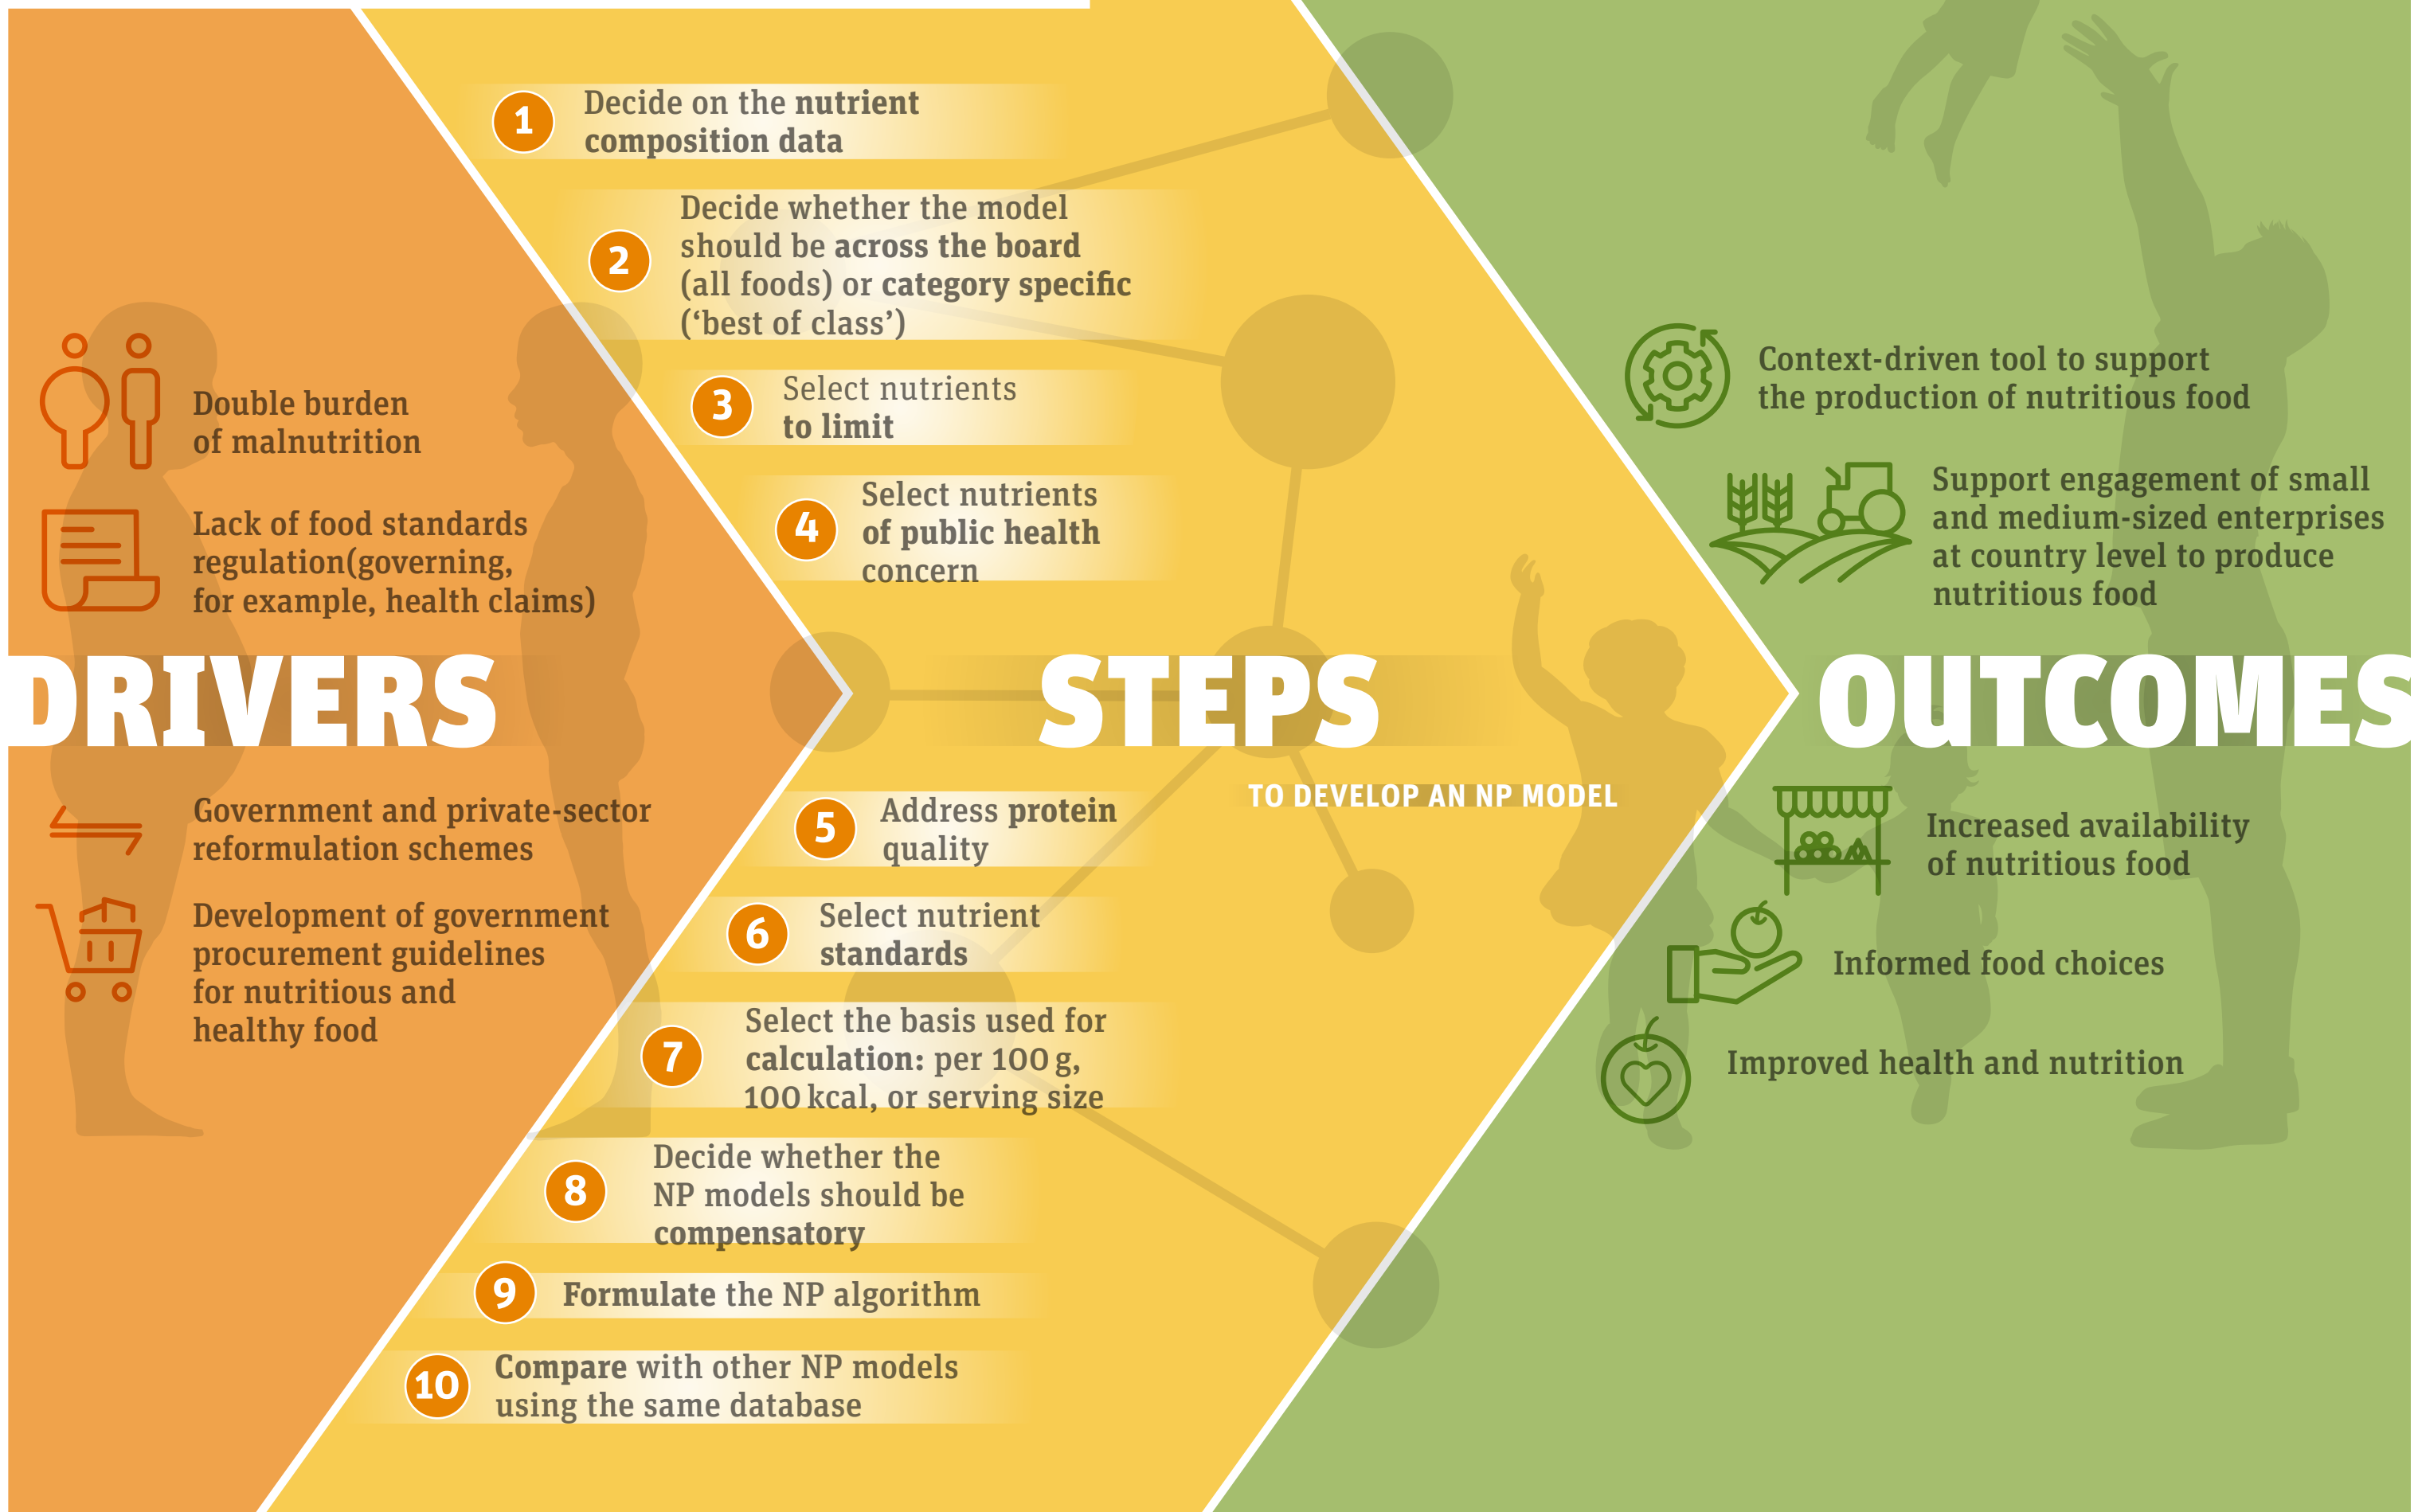 Double burden
of malnutrition
Lack of food standards
regulation(governing,
for example, health claims)
DRIVERS
Government and private-sector
reformulation schemes
Development of government
procurement guidelines
for nutritious and
healthy food
1
Decide on the nutrient
composition data
2
Decide whether the model
should be across the board
(all foods) or category specific
(‘best of class’)
3
Select nutrients
to limit
4
Select nutrients
of public health
concern
STEPS
TO DEVELOP AN NP MODEL
5
Address protein
quality
6
Select nutrient
standards
7
Select the basis used for
calculation: per 100 g,
100 kcal, or serving size
8
Decide whether the
NP models should be
compensatory
9
Formulate the NP algorithm
10
Compare with other NP models
using the same database
Context-driven tool to support
the production of nutritious food
Support engagement of small
and medium-sized enterprises
at country level to produce
nutritious food
OUTCOMES
Increased availability
of nutritious food
Informed food choices
Improved health and nutrition